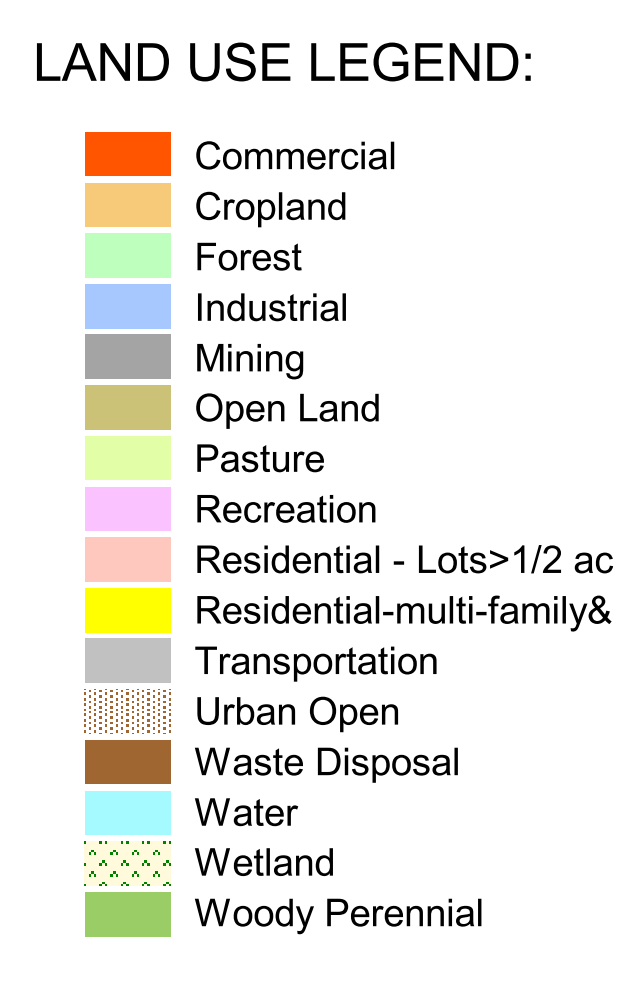 LAND USE LEGEND:
Commercial
Cropland
Forest
Industrial
Mining
Open Land
Pasture
Recreation
Residential - Lots>1/2 ac
Residential-multi-family&
Transportation
Urban Open
Waste Disposal
Water
Wetland
Woody Perennial